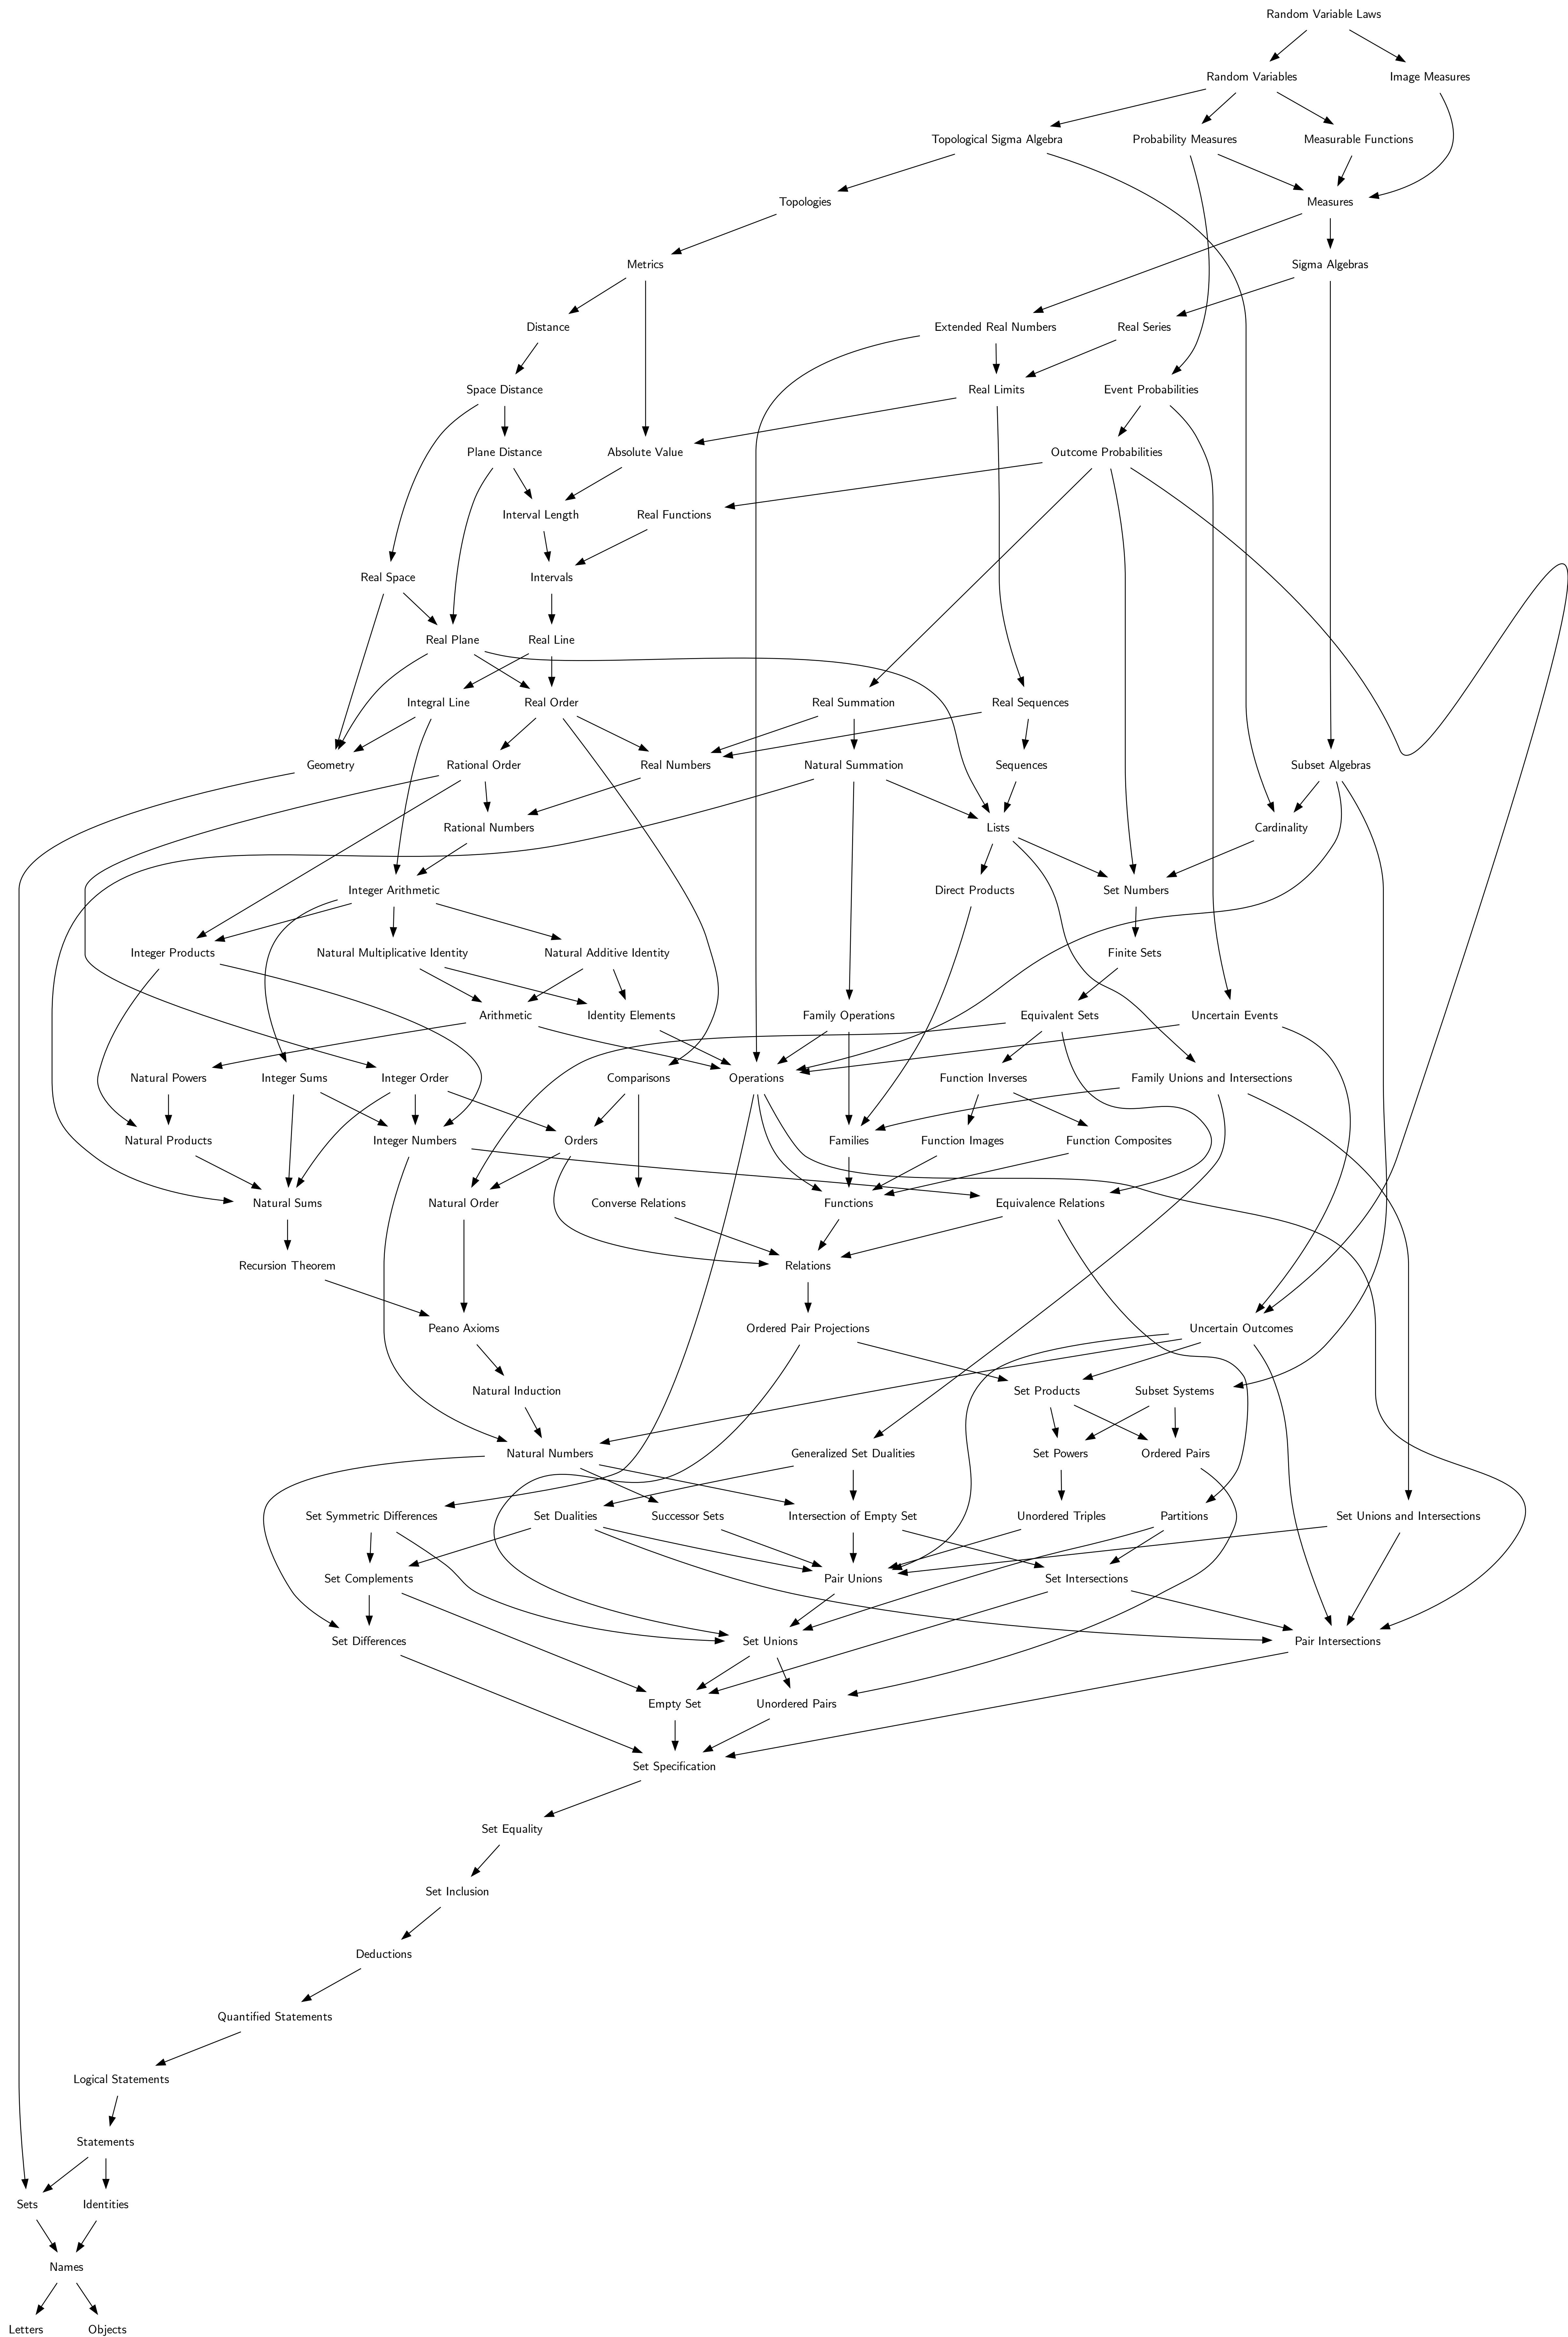 Random Variable Laws
Random Variables
Image Measures
Topological Sigma Algebra
Probability Measures
Measurable Functions
Topologies
Measures
Metrics
Sigma Algebras
Distance
Extended Real Numbers
Real Series
Space Distance
Real Limits
Event Probabilities
Plane Distance
Absolute Value
Outcome Probabilities
Interval Length
Real Functions
Real Space
Intervals
Real Plane
Real Line
Integral Line
Real Order
Real Summation
Real Sequences
Geometry
Rational Order
Real Numbers
Natural Summation
Sequences
Subset Algebras
Rational Numbers
Lists
Cardinality
Integer Arithmetic
Direct Products
Set Numbers
Integer Products
Natural Multiplicative Identity
Natural Additive Identity
Finite Sets
Arithmetic
Identity Elements
Family Operations
Equivalent Sets
Uncertain Events
Natural Powers
Integer Sums
Integer Order
Comparisons
Operations
Function Inverses
Family Unions and Intersections
Natural Products
Integer Numbers
Orders
Families
Function Images
Function Composites
Natural Sums
Natural Order
Converse Relations
Functions
Equivalence Relations
Recursion Theorem
Relations
Peano Axioms
Ordered Pair Projections
Uncertain Outcomes
Natural Induction
Set Products
Subset Systems
Natural Numbers
Generalized Set Dualities
Set Powers
Ordered Pairs
Set Symmetric Differences
Set Dualities
Successor Sets
Intersection of Empty Set
Unordered Triples
Partitions
Set Unions and Intersections
Set Complements
Pair Unions
Set Intersections
Set Differences
Set Unions
Pair Intersections
Empty Set
Unordered Pairs
Set Specification
Set Equality
Set Inclusion
Deductions
Quantified Statements
Logical Statements
Statements
Sets
Identities
Names
Letters
Objects